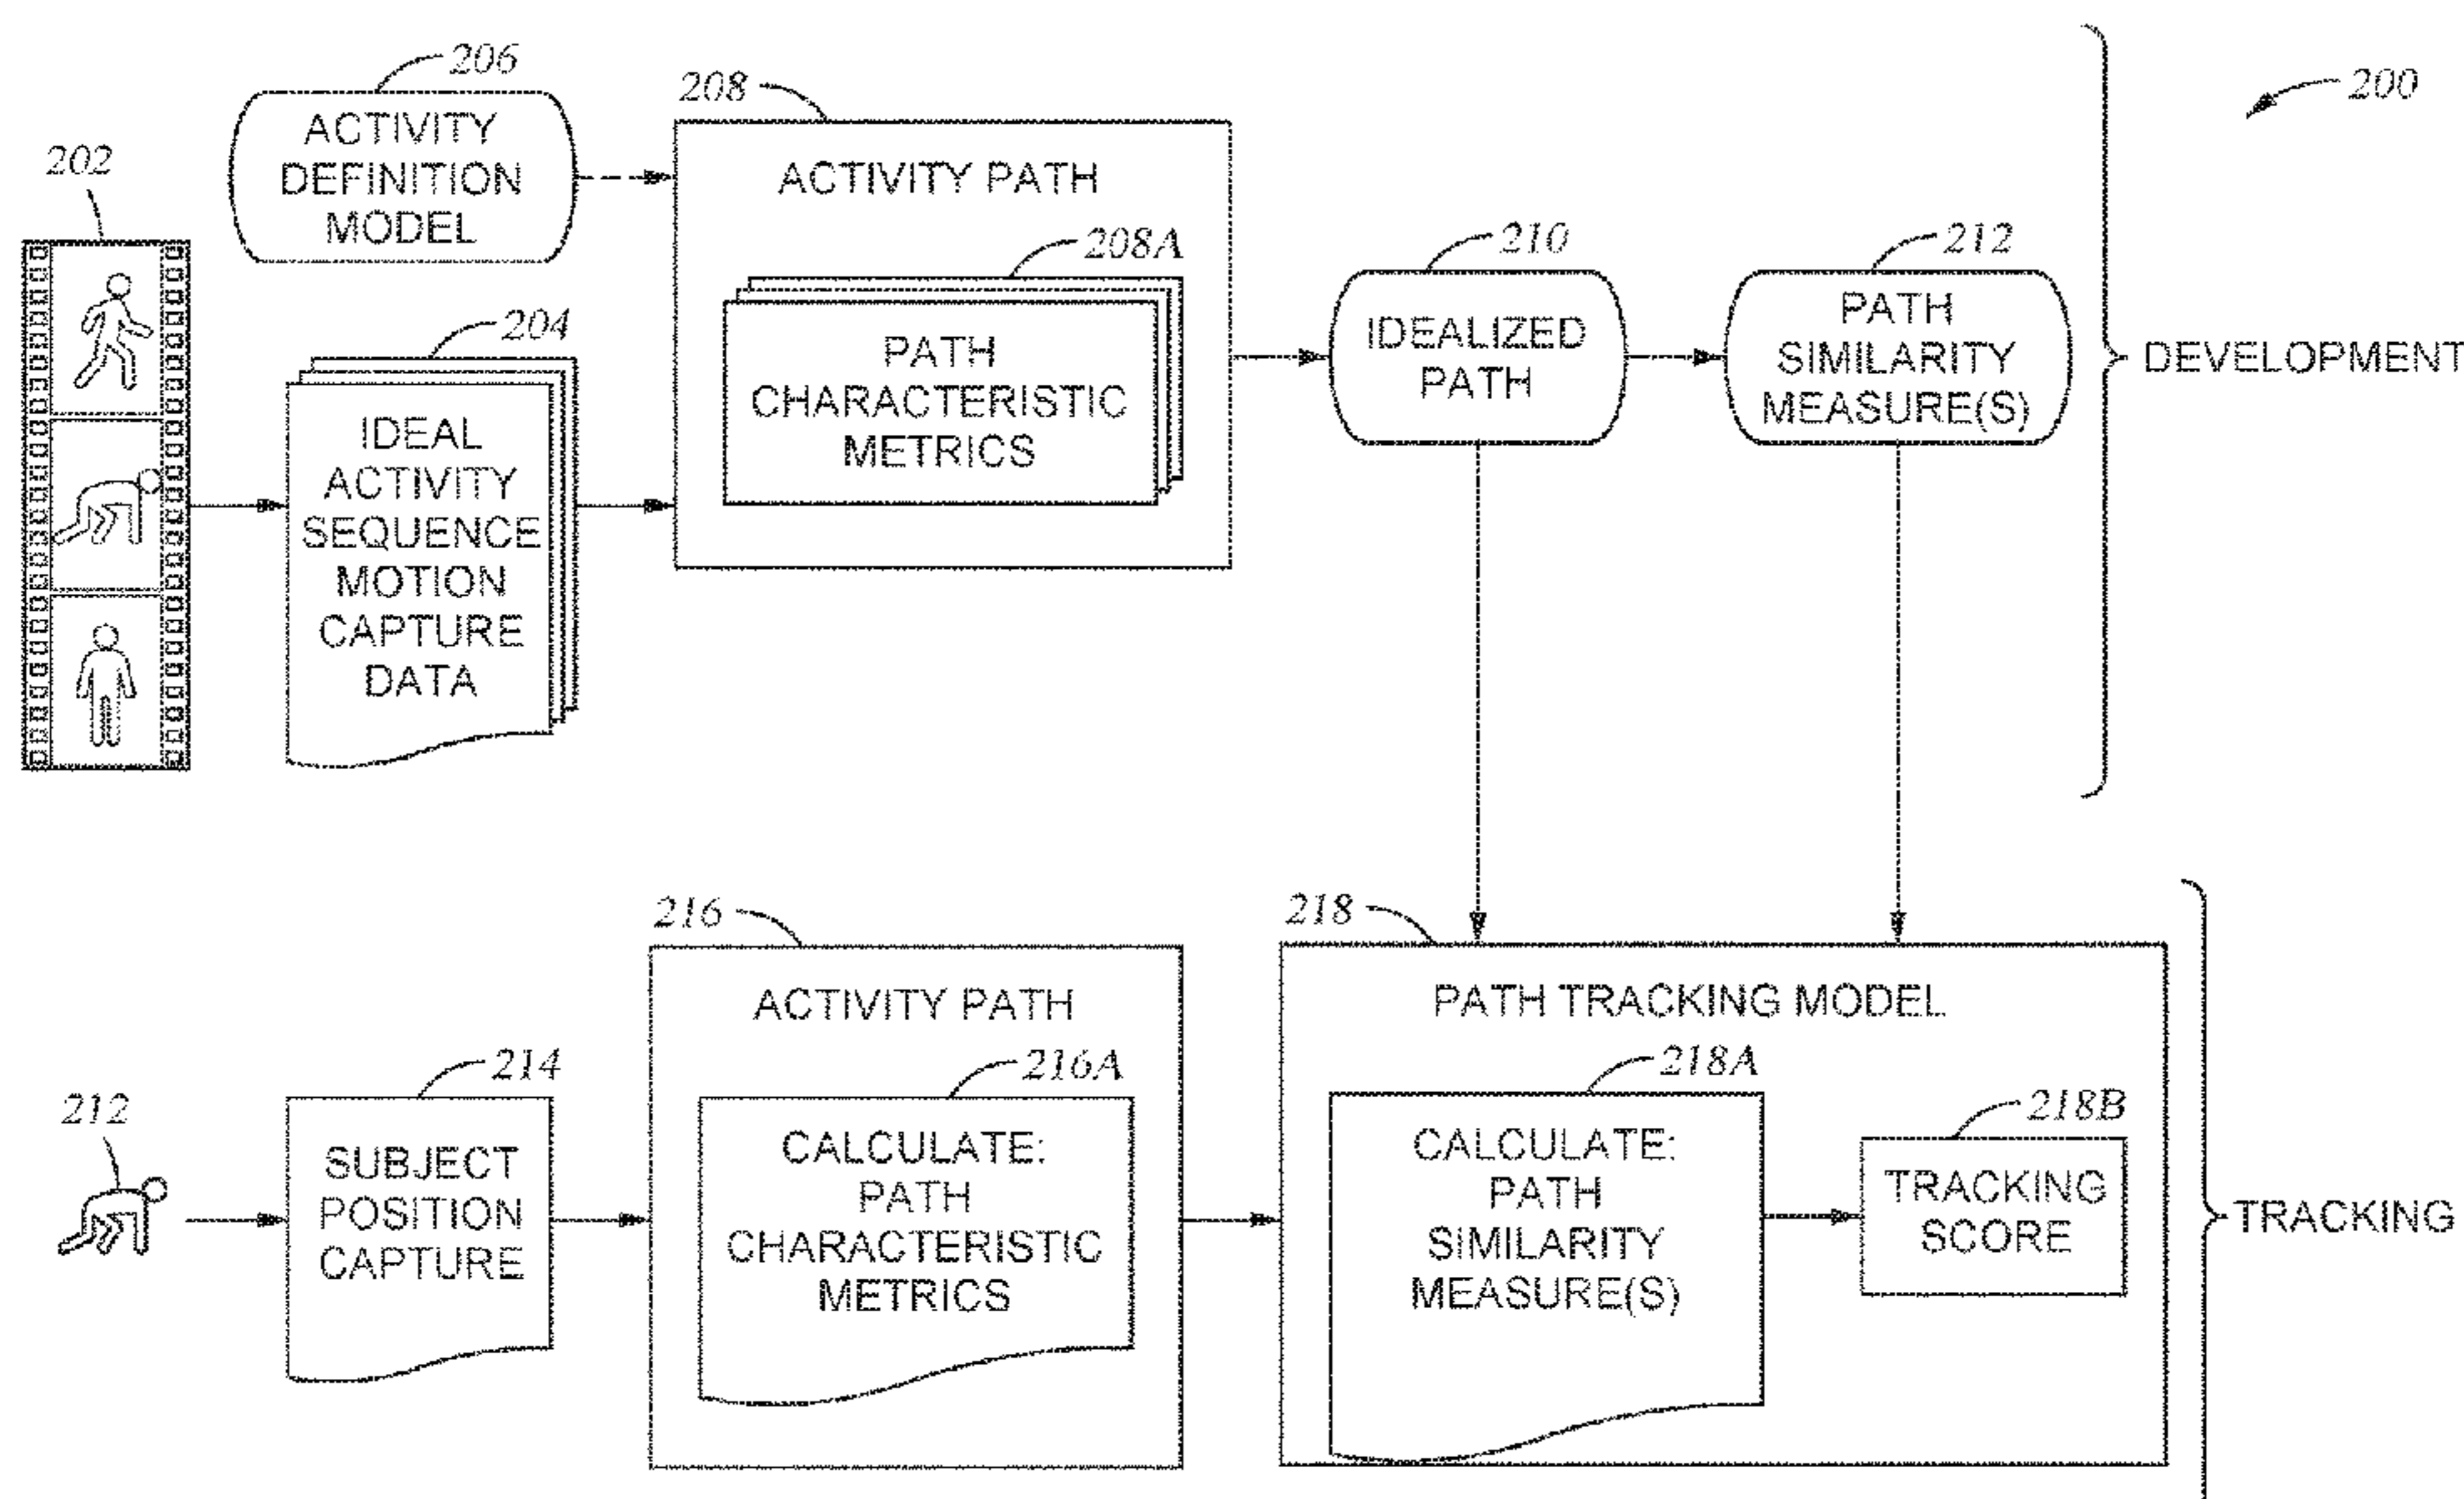 200
206
ACTIVITY
DEFINITION
MODEL
202
204
IDEAL
ACTIVITY
SEQUENCE
MOTION
CAPTURE
DATA
208
ACTIVITY PATH
208A
PATH
CHARACTERISTIC
METRICS
210
IDEALIZED
PATH
212
PATH
SIMILARITY
MEASURE(S)
DEVELOPMENT
212
214
SUBJECT
POSITION
CAPTURE
216
ACTIVITY PATH
216A
CALCULATE:
PATH
CHARACTERISTIC
METRICS
218
PATH TRACKING MODEL
218A
CALCULATE:
PATH
SIMILARITY
MEASURE(S)
218B
TRACKING
SCORE
TRACKING